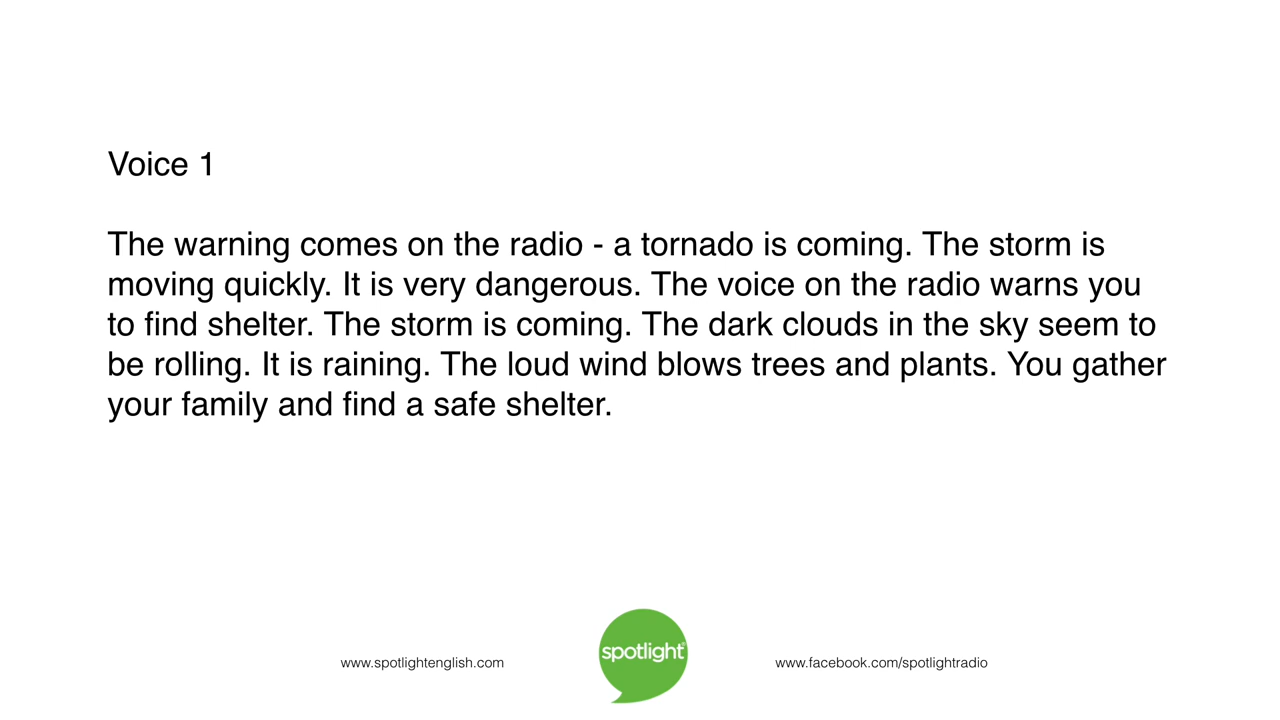 Voice 1
The warning comes on the radio - a tornado is coming. The storm is
moving quickly. It is very dangerous. The voice on the radio warns you
to find shelter. The storm is coming. The dark clouds in the sky seem to
be rolling. It is raining. The loud wind blows trees and plants. You gather
your family and find a safe shelter.
www.spotlightenglish.com
spotlight®
www.facebook.com/spotlightradio